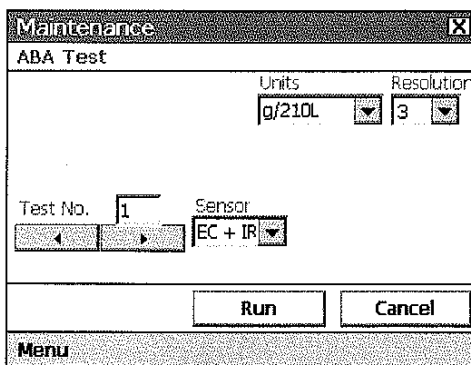 Maintenance X
ABA Test
Units Resolution
g/210L 3
Test No. 1 Sensor
EC + IR
Run Cancel
Menu